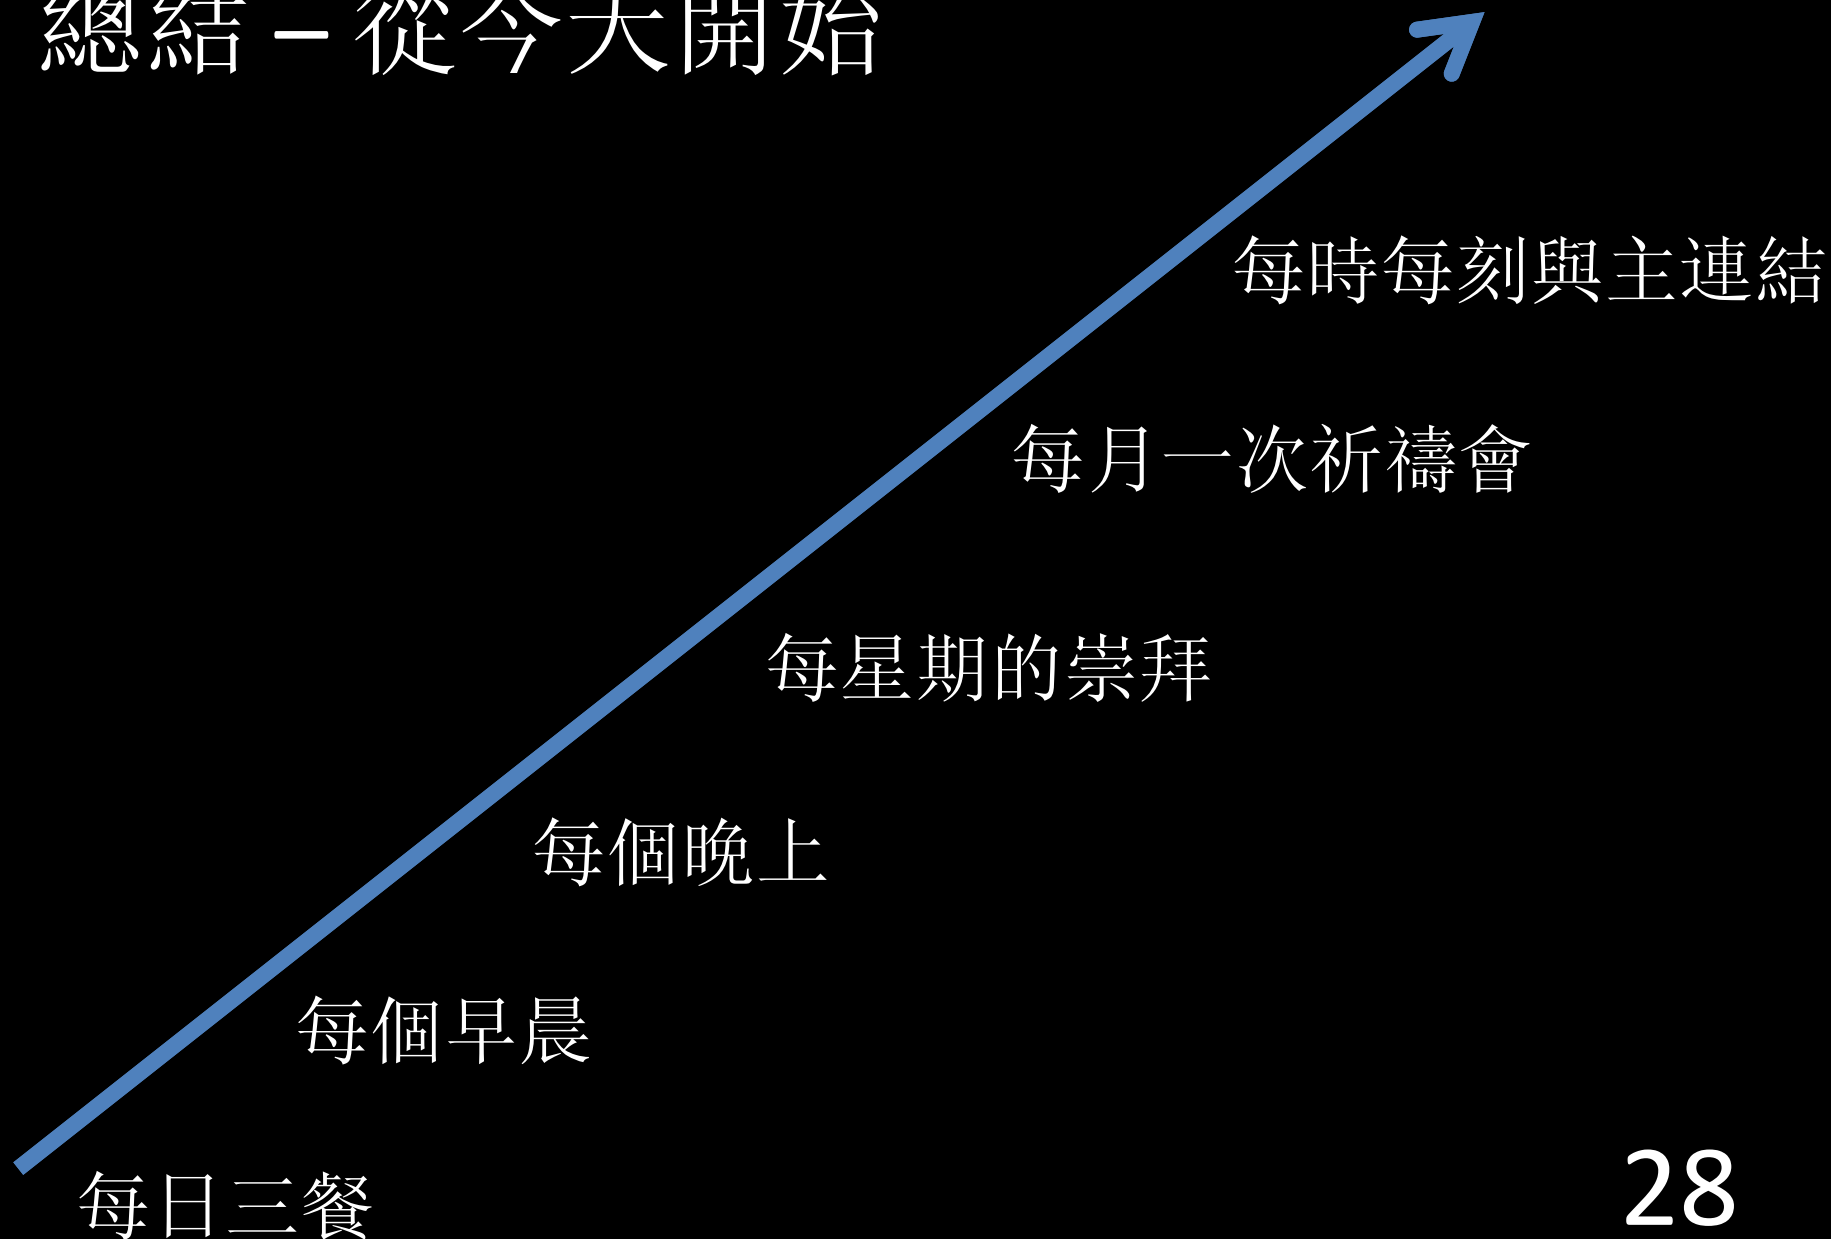 總結 – 從今天開始
每時每刻與主連結
每月一次祈禱會
每星期的崇拜
每個晚上
每個早晨
每日三餐
28